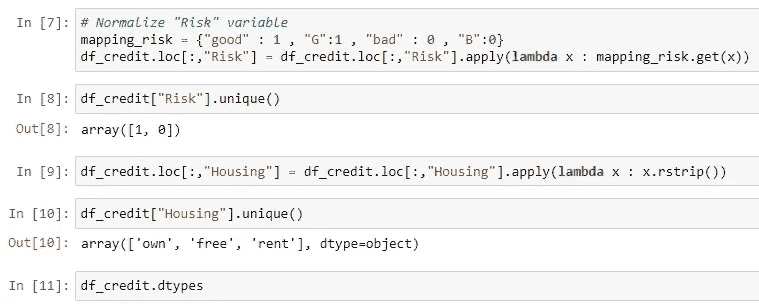 In [7]: # Normalize "Risk" variable
mapping_risk = {"good" : 1 , "G":1 , "bad" : 0 , "B":0}
df_credit.loc[:,"Risk"] = df_credit.loc[:,"Risk"].apply(lambda x : mapping_risk.get(x))
In [8]: df_credit["Risk"].unique()
Out[8]: array([1, 0])
In [9]: df_credit.loc[:,"Housing"] = df_credit.loc[:,"Housing"].apply(lambda x : x.rstrip())
In [10]: df_credit["Housing"].unique()
Out[10]: array(['own', 'free', 'rent'], dtype=object)
In [11]: df_credit.dtypes